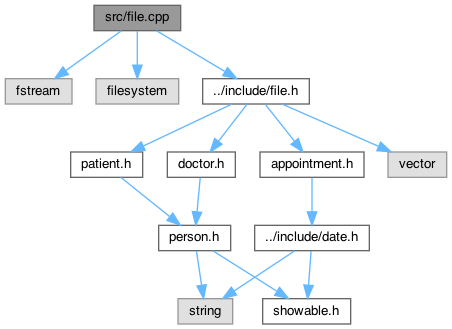 src/file.cpp
fstream
filesystem
../include/file.h
patient.h
doctor.h
appointment.h
vector
person.h
../include/date.h
string
showable.h